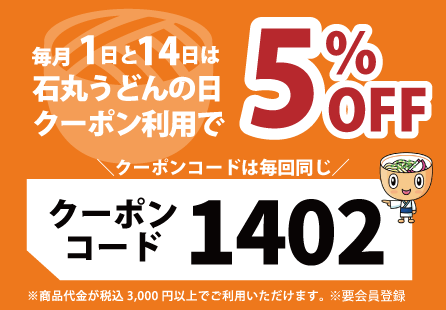 毎月1日と14日は
石丸うどんの日
クーポン利用で
5%OFF
＼クーポンコードは毎回同じ／
クーポン
コード
1402
※商品代金が税込3,000円以上でご利用いただけます。※要会員登録